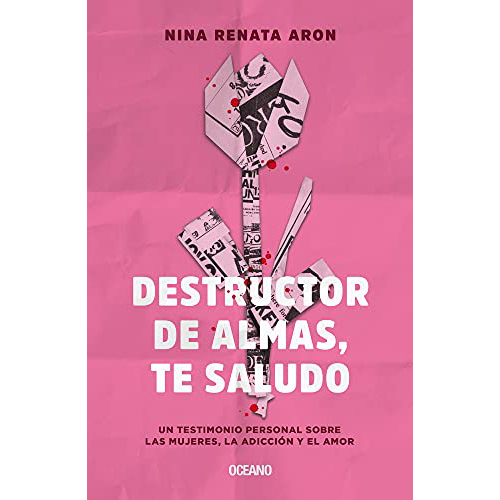 NINA RENATA ARON
DESTRUCTOR
DE ALMAS,
TE SALUDO
UN TESTIMONIO PERSONAL SOBRE
LAS MUJERES, LA ADICCIÓN Y EL AMOR
OCEANO